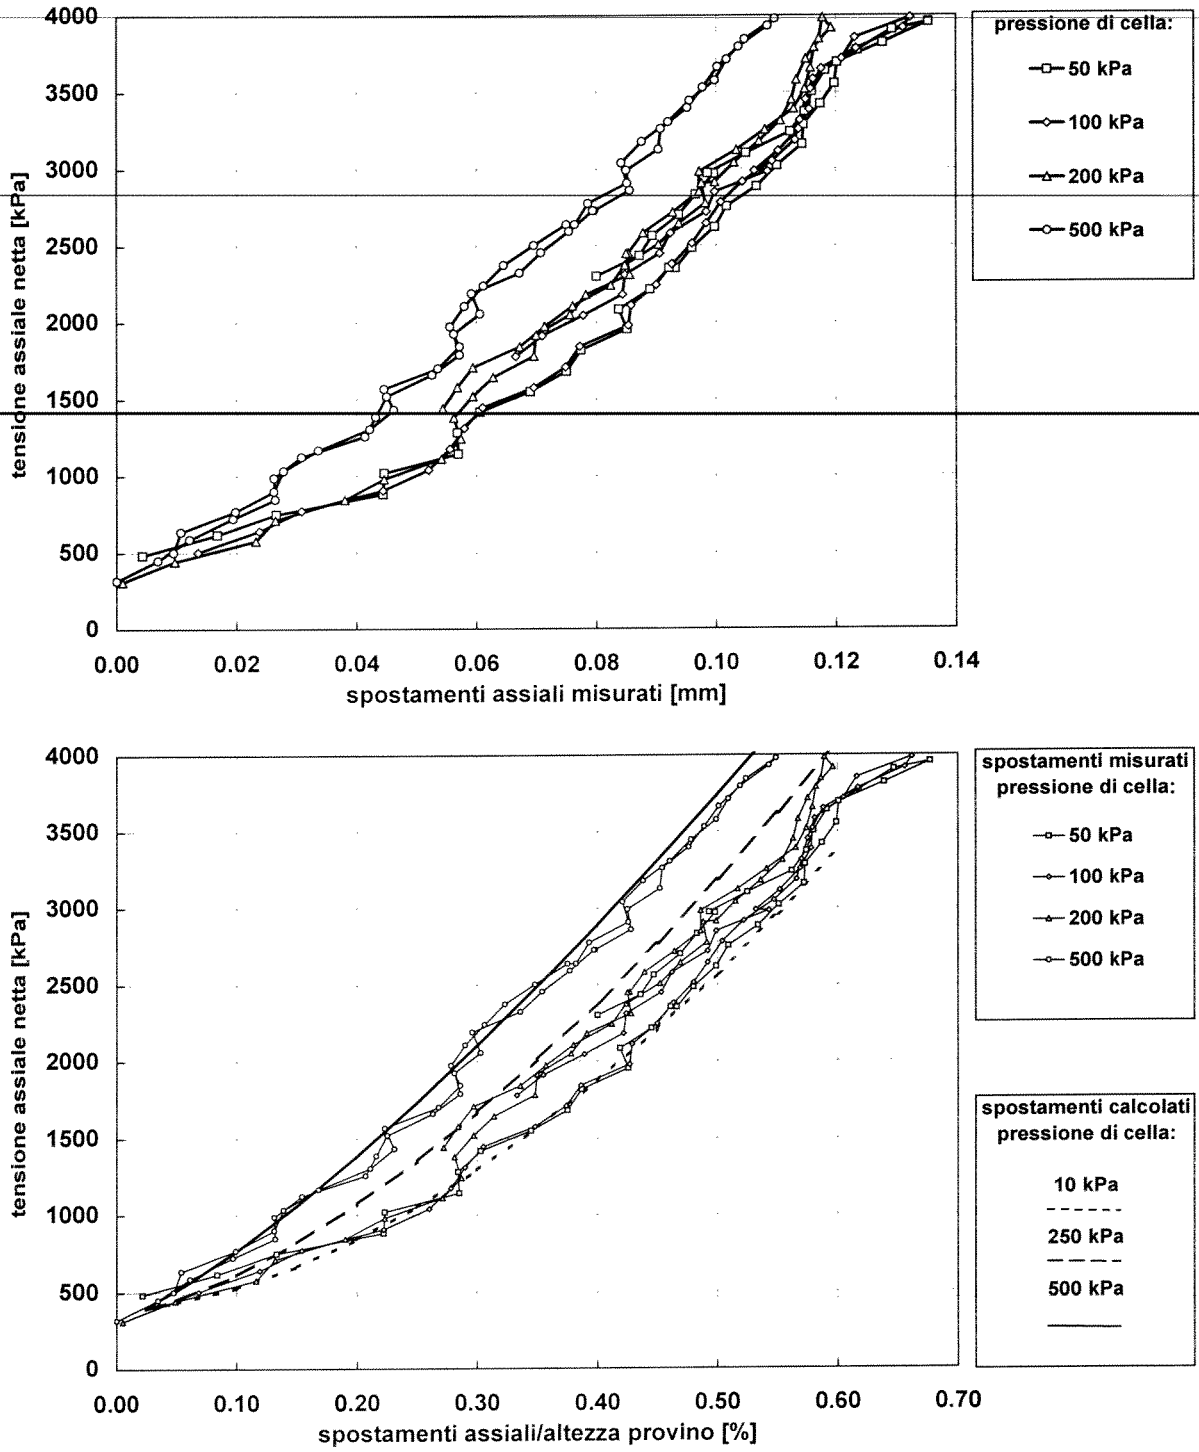 4000
3500
3000
2500
2000
1500
1000
500
0
tensione assiale netta [kPa]
0.00 0.02 0.04 0.06 0.08 0.10 0.12 0.14
spostamenti assiali misurati [mm]
pressione di cella:
50 kPa
100 kPa
200 kPa
500 kPa
4000
3500
3000
2500
2000
1500
1000
500
0
tensione assiale netta [kPa]
0.00 0.10 0.20 0.30 0.40 0.50 0.60 0.70
spostamenti assiali/altezza provino [%]
spostamenti misurati
pressione di cella:
50 kPa
100 kPa
200 kPa
500 kPa
spostamenti calcolati
pressione di cella:
10 kPa
250 kPa
500 kPa